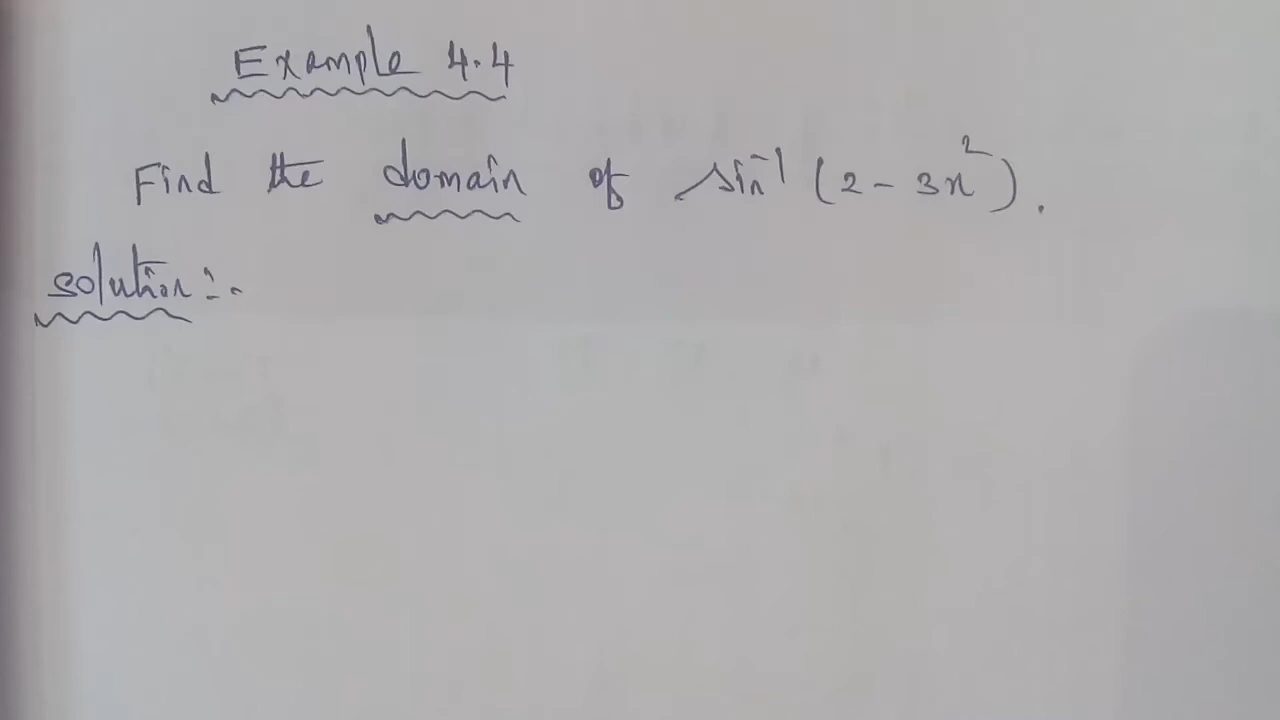 Example 4.4
Find the domain of sin⁻¹ (2 - 3x²).
Solution:-